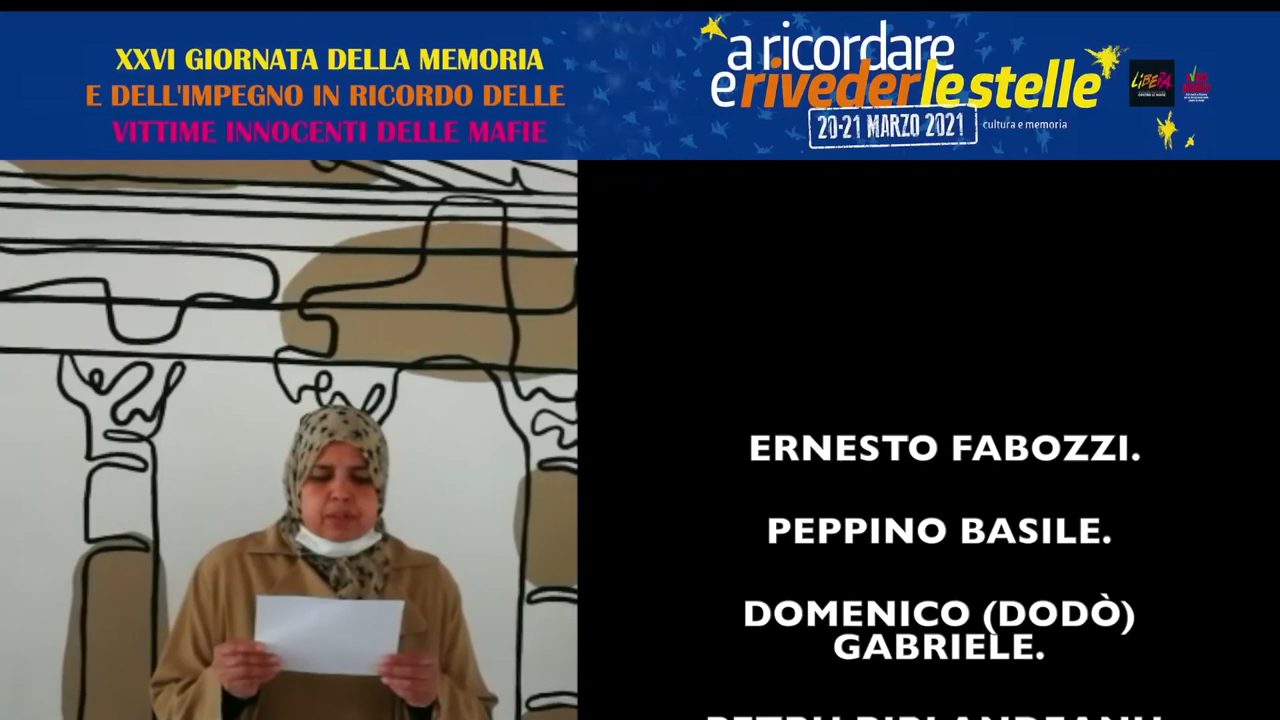 XXVI GIORNATA DELLA MEMORIA
E DELL'IMPEGNO IN RICORDO DELLE
VITTIME INNOCENTI DELLE MAFIE
a ricordare
e riveder le stelle
20-21 MARZO 2021
cultura e memoria
LIBERA
ERNESTO FABOZZI.
PEPPINO BASILE.
DOMENICO (DODÒ)
GABRIELE.